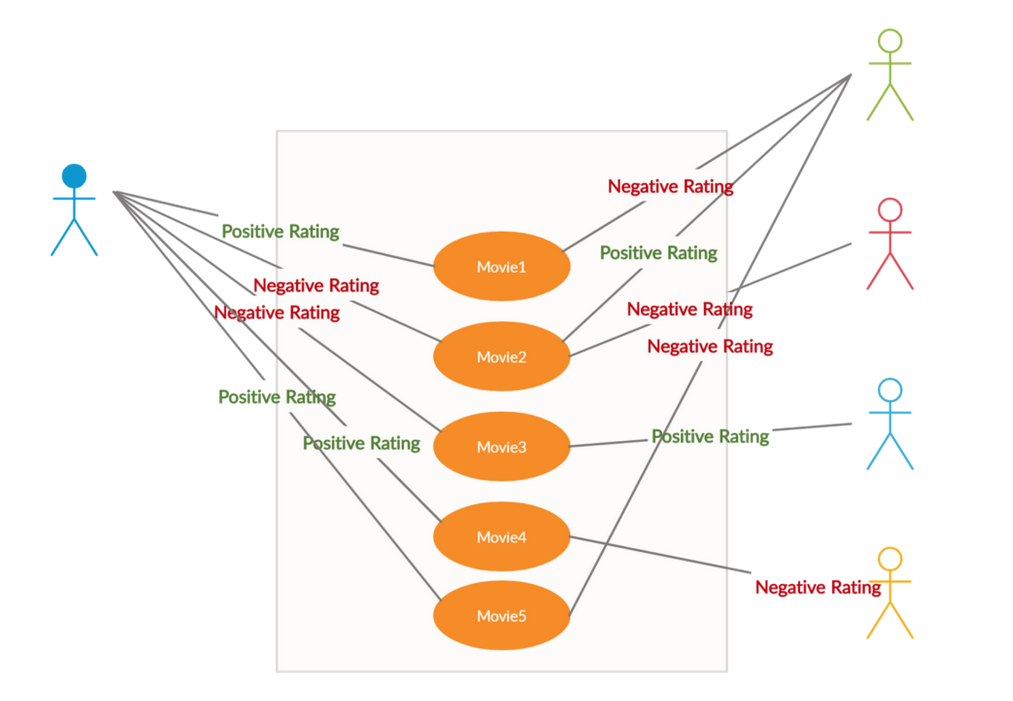 Negative Rating
Positive Rating
Positive Rating
Movie1
Negative Rating
Negative Rating
Negative Rating
Negative Rating
Movie2
Positive Rating
Positive Rating
Positive Rating
Movie3
Movie4
Negative Rating
Movie5